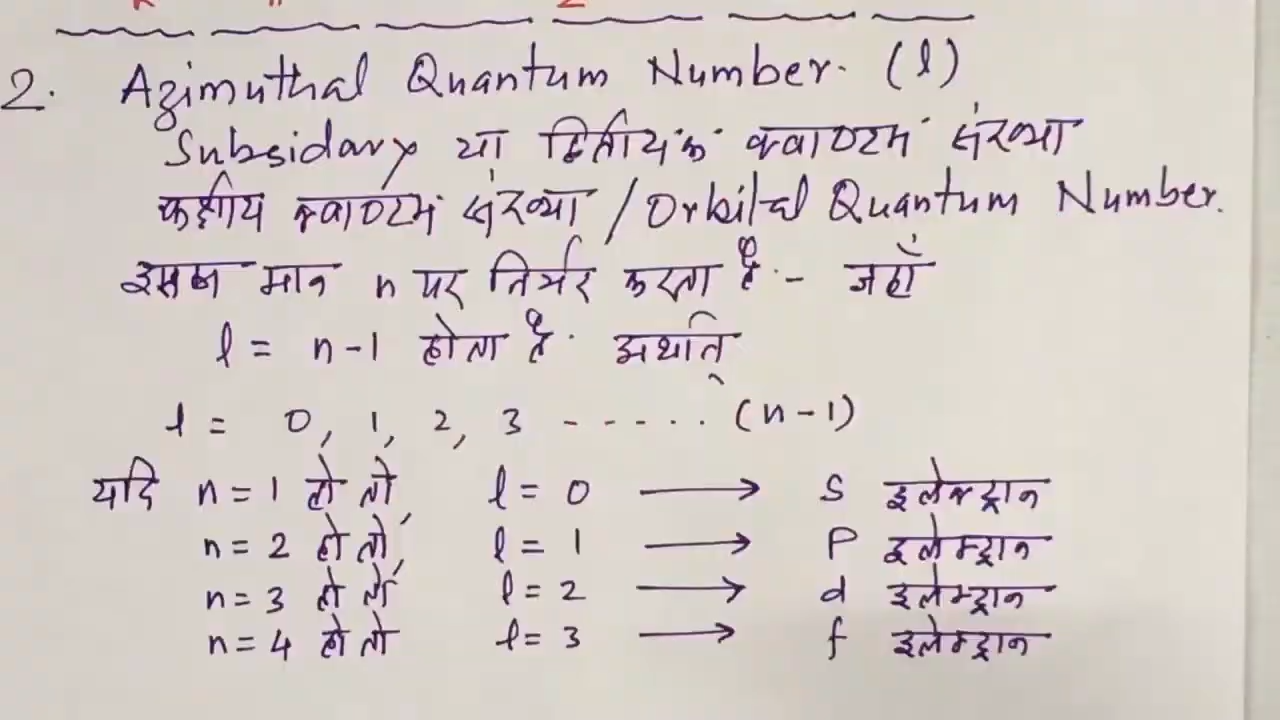 2. Azimuthal Quantum Number. (l)
Subsidary या द्वितीयक क्वाण्टम संख्या
कक्षीय क्वाण्टम संख्या / Orbital Quantum Number.
इसका मान n पर निर्भर करता है - जहाँ
l = n-1 होता है. अर्थात्
l = 0, 1, 2, 3 ------ (n-1)
यदि n = 1 हो तो, l = 0 ⟶ s इलेक्ट्रान
n = 2 हो तो, l = 1 ⟶ p इलेक्ट्रान
n = 3 हो तो l = 2 ⟶ d इलेक्ट्रान
n = 4 हो तो l = 3 ⟶ f इलेक्ट्रान